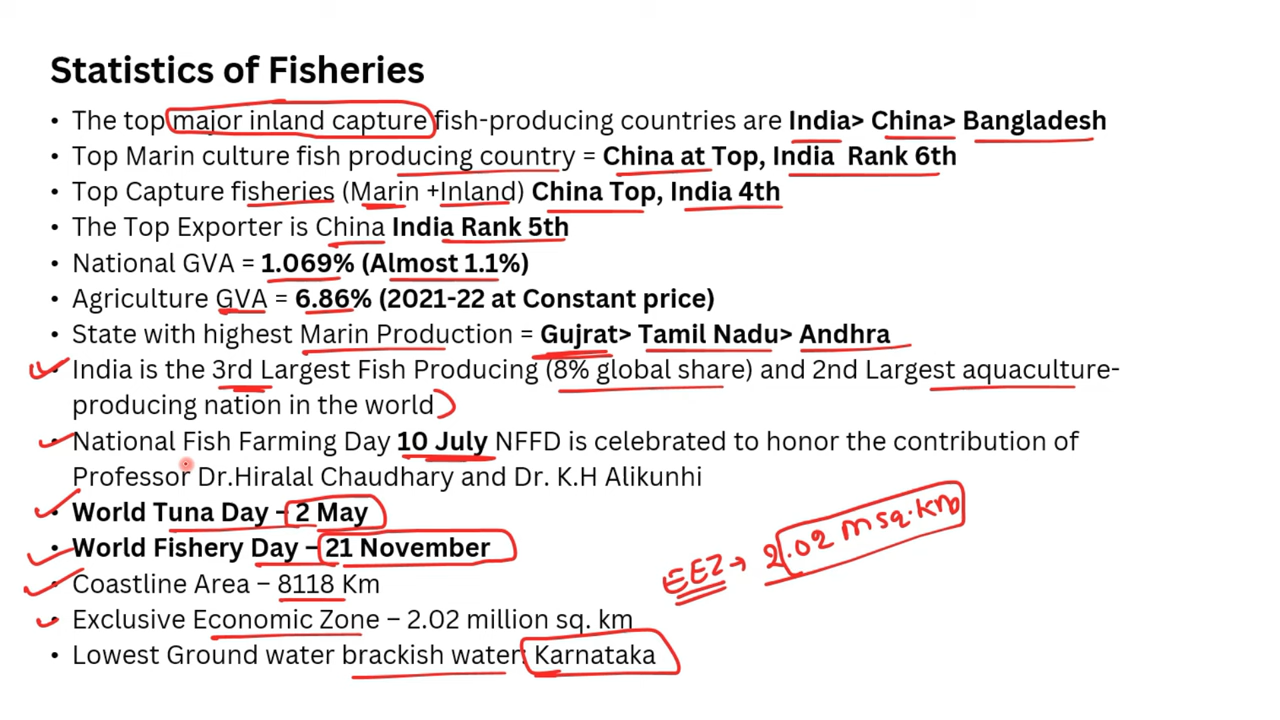 Statistics of Fisheries
• The top major inland capture fish-producing countries are India> China> Bangladesh
• Top Marin culture fish producing country = China at Top, India Rank 6th
• Top Capture fisheries (Marin +Inland) China Top, India 4th
• The Top Exporter is China India Rank 5th
• National GVA = 1.069% (Almost 1.1%)
• Agriculture GVA = 6.86% (2021-22 at Constant price)
• State with highest Marin Production = Gujrat> Tamil Nadu> Andhra
• India is the 3rd Largest Fish Producing (8% global share) and 2nd Largest aquaculture-
producing nation in the world
• National Fish Farming Day 10 July NFFD is celebrated to honor the contribution of
Professor Dr.Hiralal Chaudhary and Dr. K.H Alikunhi
• World Tuna Day – 2 May
• World Fishery Day – 21 November
• Coastline Area – 8118 Km
EEZ → 2.02 m sq.km
• Exclusive Economic Zone – 2.02 million sq. km
• Lowest Ground water brackish water: Karnataka